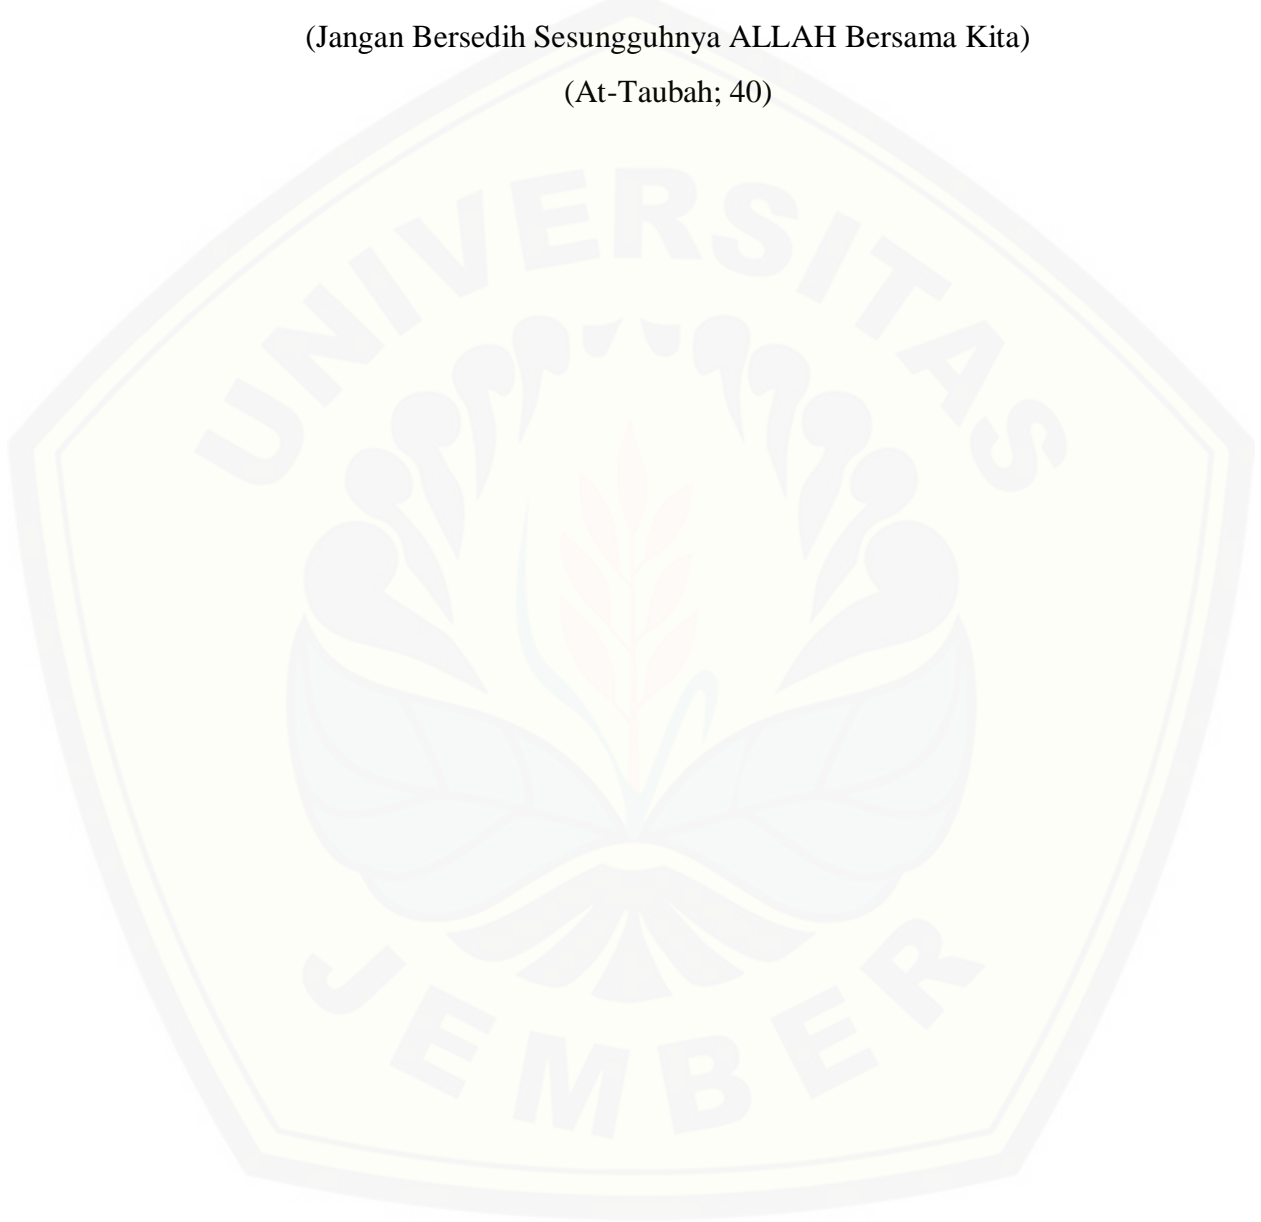 (Jangan Bersedih Sesungguhnya ALLAH Bersama Kita)
(At-Taubah; 40)
UNIVERSITAS
JEMBER